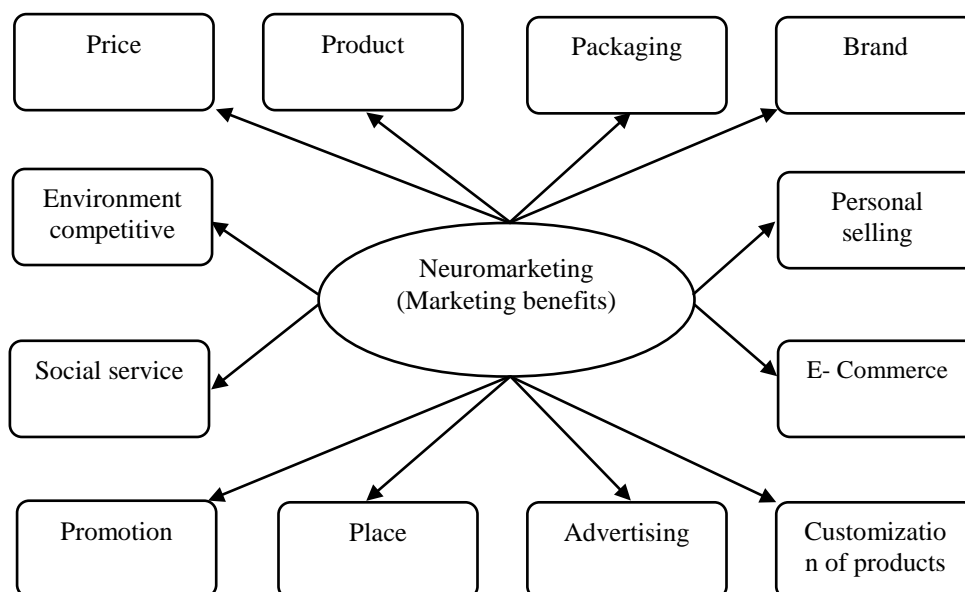 Price
Product
Packaging
Brand
Environment
competitive
Personal
selling
Neuromarketing
(Marketing benefits)
Social service
E- Commerce
Promotion
Place
Advertising
Customizatio
n of products